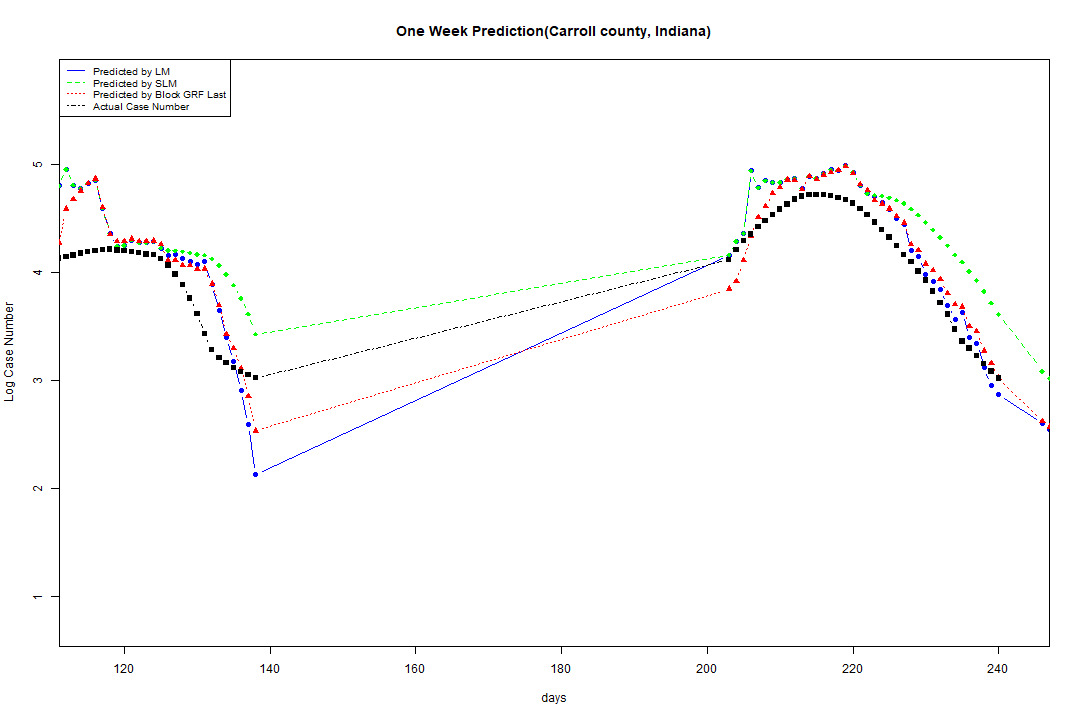 One Week Prediction(Carroll county, Indiana)
Predicted by LM
Predicted by SLM
Predicted by Block GRF Last
Actual Case Number
5
4
3
2
1
Log Case Number
120 140 160 180 200 220 240
days